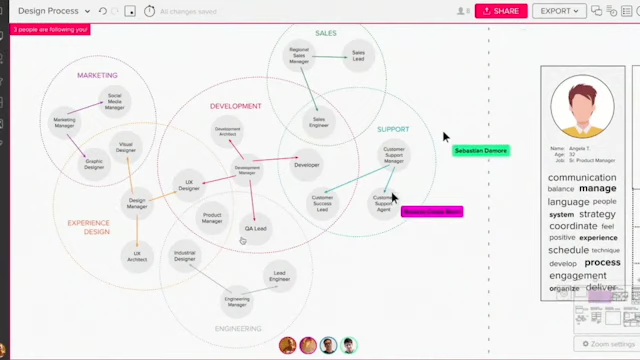 Design Process
All changes saved
8
SHARE
EXPORT
3 people are following you!
SALES
Regional
Sales
Manager
Sales
Lead
Sales
Engineer
MARKETING
Social
Media
Manager
Marketing
Manager
Graphic
Designer
DEVELOPMENT
Development
Architect
Development
Manager
Developer
UX
Designer
Product
Manager
QA Lead
SUPPORT
Customer
Support
Manager
Customer
Success
Lead
Customer
Support
Agent
Sebastian Damore
EXPERIENCE
DESIGN
Visual
Designer
Design
Manager
UX
Architect
Industrial
Designer
Lead
Engineer
Engineering
Manager
ENGINEERING
Name: Angela T.
Age: 32
Job: Sr. Product Manager
communication
balance manage
language people
system strategy
coordinate feel
positive experience
schedule technique
develop process
engagement
organize deliver
Zoom settings